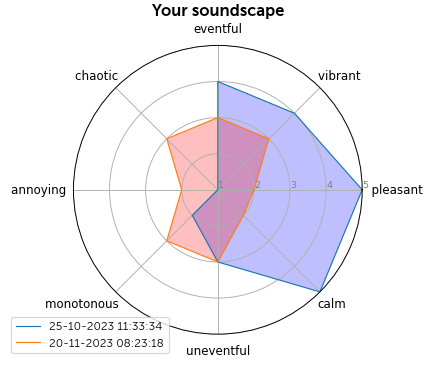 Your soundscape
eventful
chaotic
vibrant
annoying
1 2 3 4 5
pleasant
monotonous
calm
uneventful
25-10-2023 11:33:34
20-11-2023 08:23:18